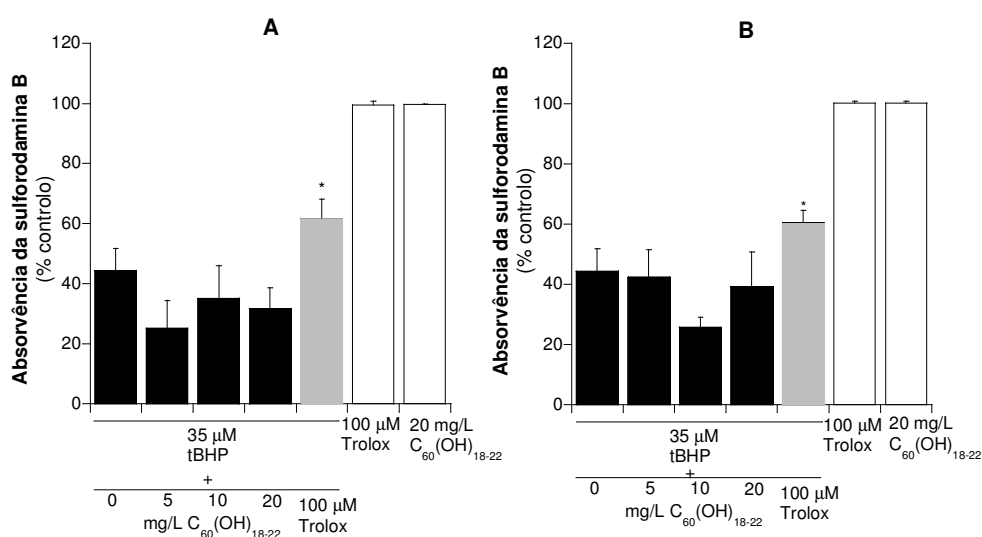 A
Absorvência da sulforodamina B
(% controlo)
120
100
80
60
40
20
0
*
35 µM
tBHP
+
100 µM
Trolox
20 mg/L
C60(OH)18-22
0 5 10 20
mg/L C60(OH)18-22
100 µM
Trolox
B
Absorvência da sulforodamina B
(% controlo)
120
100
80
60
40
20
0
*
35 µM
tBHP
+
100 µM
Trolox
20 mg/L
C60(OH)18-22
0 5 10 20
mg/L C60(OH)18-22
100 µM
Trolox